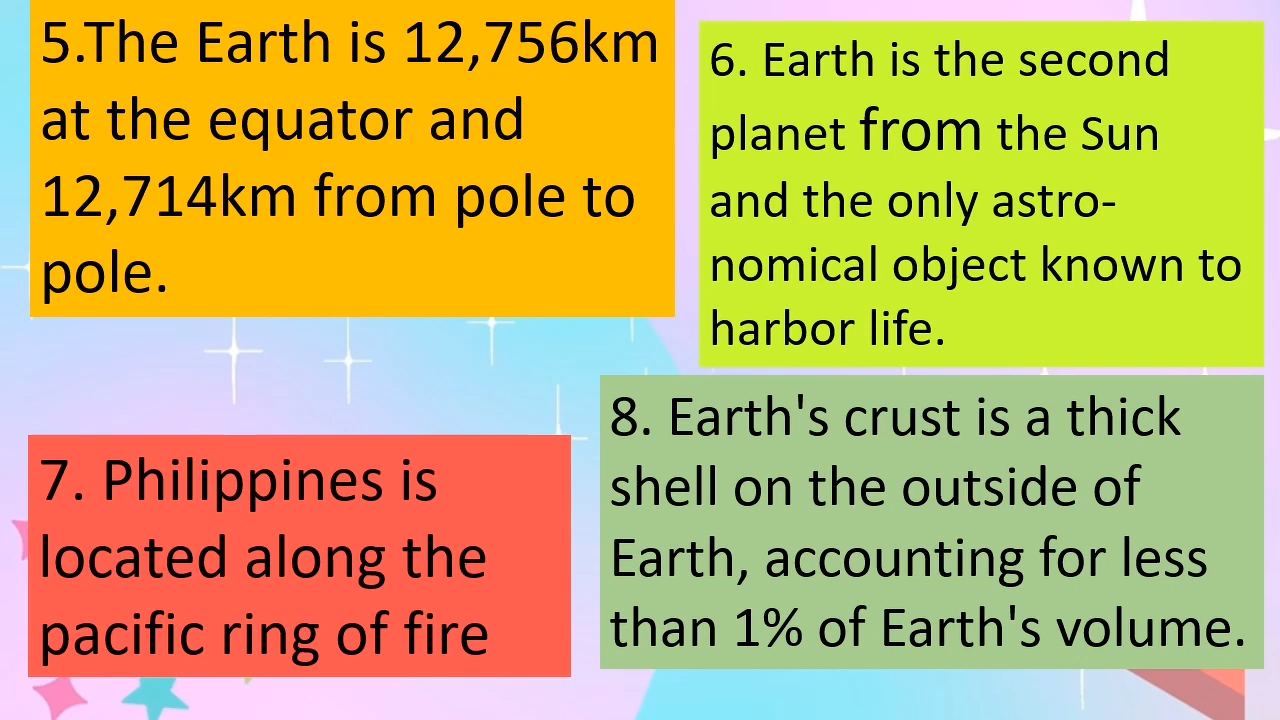 5.The Earth is 12,756km
at the equator and
12,714km from pole to
pole.
6. Earth is the second
planet from the Sun
and the only astro-
nomical object known to
harbor life.
7. Philippines is
located along the
pacific ring of fire
8. Earth's crust is a thick
shell on the outside of
Earth, accounting for less
than 1% of Earth's volume.